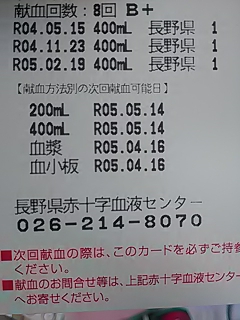 献血回数: 8回 B+
R04.05.15 400mL 長野県 1
R04.11.23 400mL 長野県 1
R05.02.19 400mL 長野県 1
【献血方法別の次回献血可能日】
200mL R05.05.14
400mL R05.05.14
血漿 R05.04.16
血小板 R05.04.16
長野県赤十字血液センター
026-214-8070
■次回献血の際は、このカードを必ずご持参
ください。
■献血のお問合せ等は、上記赤十字血液センター
へお寄せください。